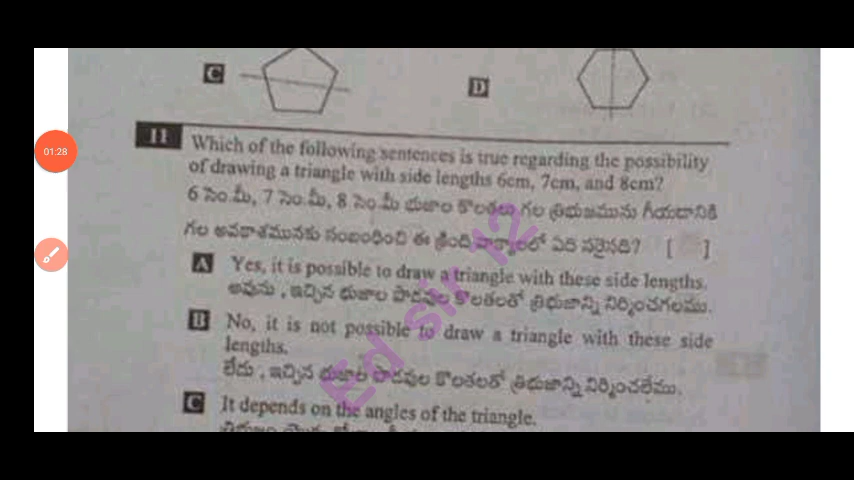 01:28
C
D
11 Which of the following sentences is true regarding the possibility
of drawing a triangle with side lengths 6cm, 7cm, and 8cm?
6 సెం.మీ, 7 సెం.మీ, 8 సెం.మీ భుజాల కొలతలు గల త్రిభుజమును గీయటానికి
గల అవకాశమునకు సంబంధించి ఈ క్రింది వాక్యాలలో ఏది సరైనది? [ ]
A Yes, it is possible to draw a triangle with these side lengths.
అవును , ఇచ్చిన భుజాల పొడవుల కొలతలతో త్రిభుజాన్ని నిర్మించగలము.
B No, it is not possible to draw a triangle with these side
lengths.
లేదు , ఇచ్చిన భుజాల పొడవుల కొలతలతో త్రిభుజాన్ని నిర్మించలేము.
C It depends on the angles of the triangle.
Ed sir 12